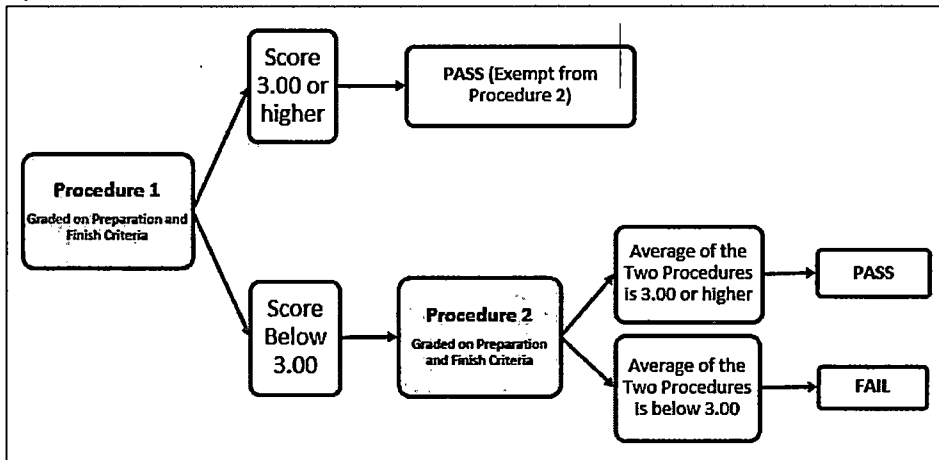 Score
3.00 or
higher
PASS (Exempt from
Procedure 2)
Procedure 1
Graded on Preparation and
Finish Criteria
Score
Below
3.00
Procedure 2
Graded on Preparation
and Finish Criteria
Average of the
Two Procedures
is 3.00 or higher
PASS
Average of the
Two Procedures
is below 3.00
FAIL